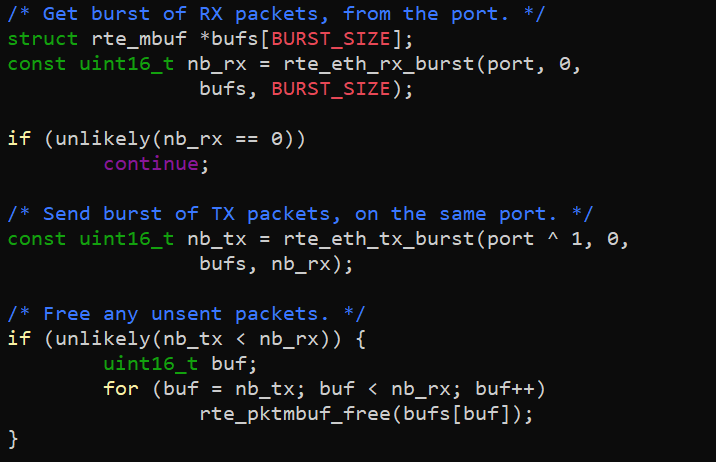 /* Get burst of RX packets, from the port. */
struct rte_mbuf *bufs[BURST_SIZE];
const uint16_t nb_rx = rte_eth_rx_burst(port, 0,
                bufs, BURST_SIZE);

if (unlikely(nb_rx == 0))
        continue;

/* Send burst of TX packets, on the same port. */
const uint16_t nb_tx = rte_eth_tx_burst(port ^ 1, 0,
                bufs, nb_rx);

/* Free any unsent packets. */
if (unlikely(nb_tx < nb_rx)) {
        uint16_t buf;
        for (buf = nb_tx; buf < nb_rx; buf++)
                rte_pktmbuf_free(bufs[buf]);
}